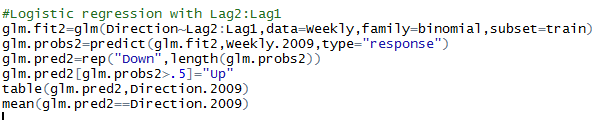 #Logistic regression with Lag2:Lag1
glm.fit2=glm(Direction~Lag2:Lag1,data=Weekly,family=binomial,subset=train)
glm.probs2=predict(glm.fit2,Weekly.2009,type="response")
glm.pred2=rep("Down",length(glm.probs2))
glm.pred2[glm.probs2>.5]="Up"
table(glm.pred2,Direction.2009)
mean(glm.pred2==Direction.2009)